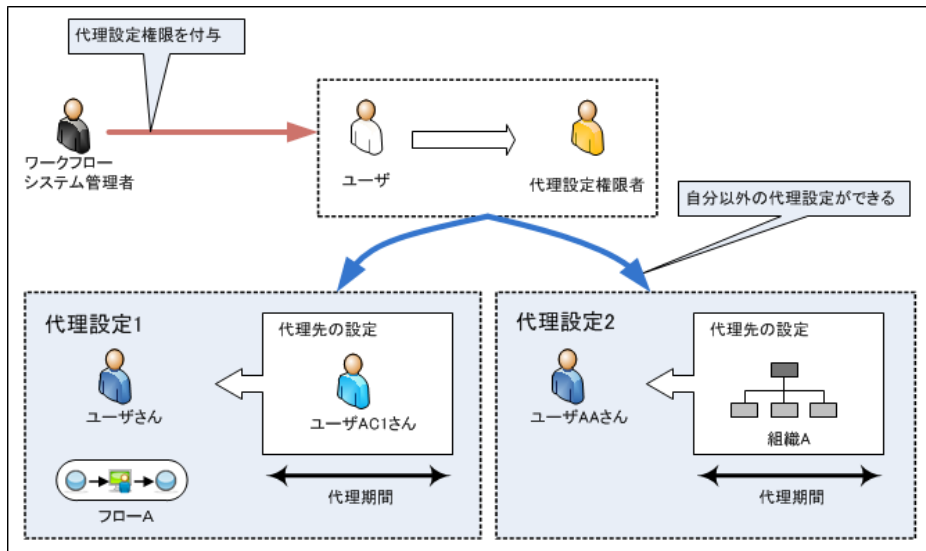 代理設定権限を付与
ワークフロー
システム管理者
ユーザ
代理設定権限者
自分以外の代理設定ができる
代理設定1
代理先の設定
ユーザさん
ユーザAC1さん
フローA
代理期間
代理設定2
代理先の設定
ユーザAAさん
組織A
代理期間